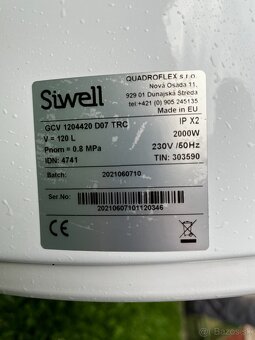 Siwell
QUADROFLEX s.r.o.
Nová Osada 11,
929 01 Dunajská Streda
tel:+421 (0) 905 245135
Made in EU
GCV 1204420 D07 TRC
IP X2
V = 120 L
2000W
Pnom = 0.8 MPa
230V /50Hz
IDN: 4741
TIN: 303590
Batch:
2021060710
Ser.No:
20210607101120346
CE